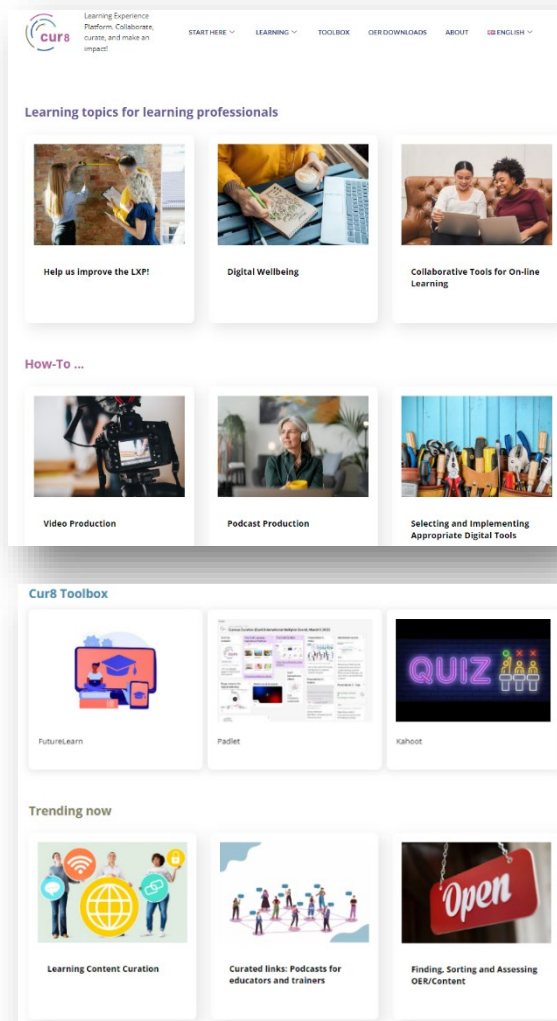 cur8
Learning Experience
Platform. Collaborate,
curate, and make an
impact!
START HERE
LEARNING
TOOLBOX
OER DOWNLOADS
ABOUT
ENGLISH
Learning topics for learning professionals
Help us improve the LXP!
Digital Wellbeing
Collaborative Tools for On-line
Learning
How-To ...
Video Production
Podcast Production
Selecting and Implementing
Appropriate Digital Tools
Cur8 Toolbox
QUIZ
FutureLearn
Padlet
Kahoot
Trending now
Open
Learning Content Curation
Curated links: Podcasts for
educators and trainers
Finding, Sorting and Assessing
OER/Content